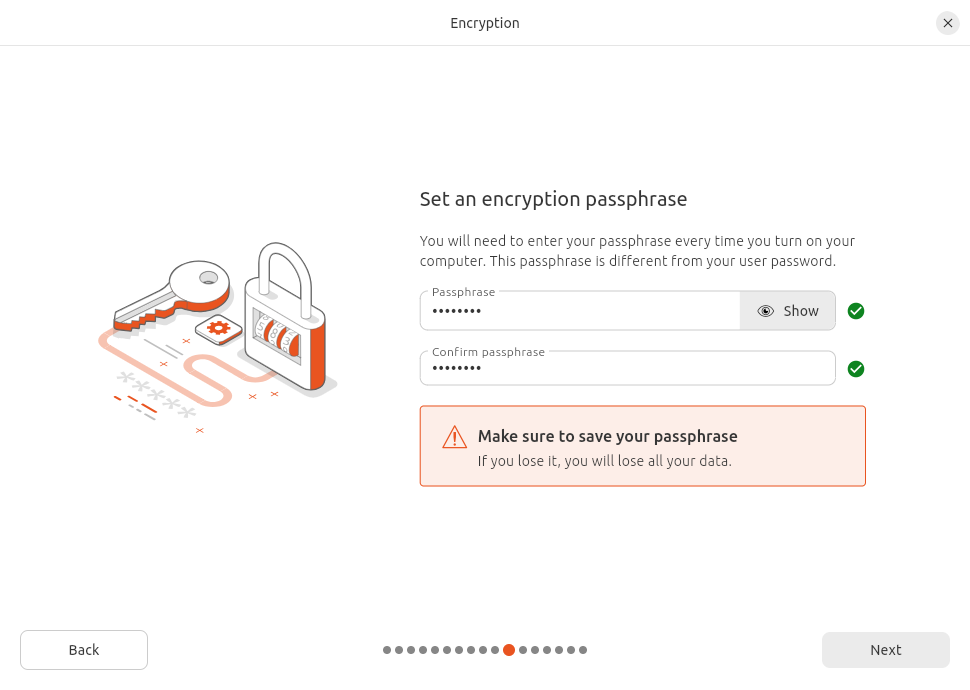 Encryption
Set an encryption passphrase
You will need to enter your passphrase every time you turn on your
computer. This passphrase is different from your user password.
Passphrase
••••••••
Show
Confirm passphrase
••••••••
Make sure to save your passphrase
If you lose it, you will lose all your data.
Back
Next